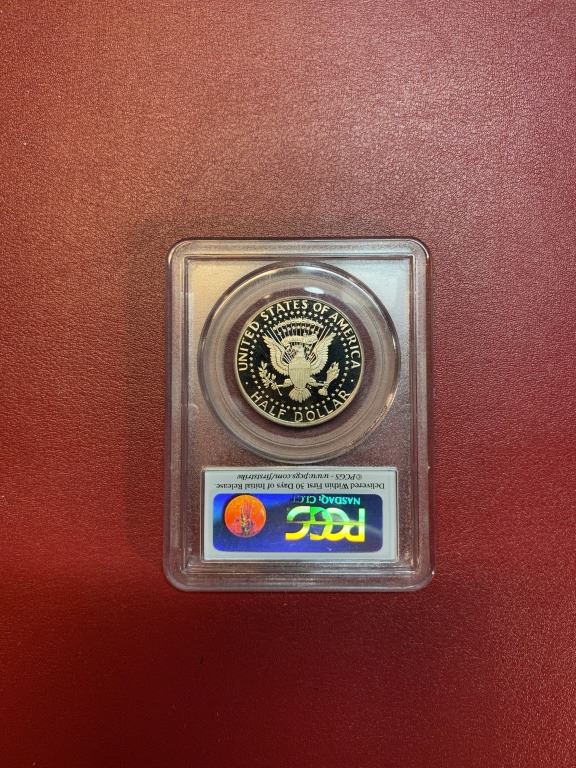 UNITED STATES OF AMERICA
HALF DOLLAR
PCGS
NASDAQ: CLCT
Delivered Within First 30 Days of Initial Release.
©PCGS - www.pcgs.com/firststrike